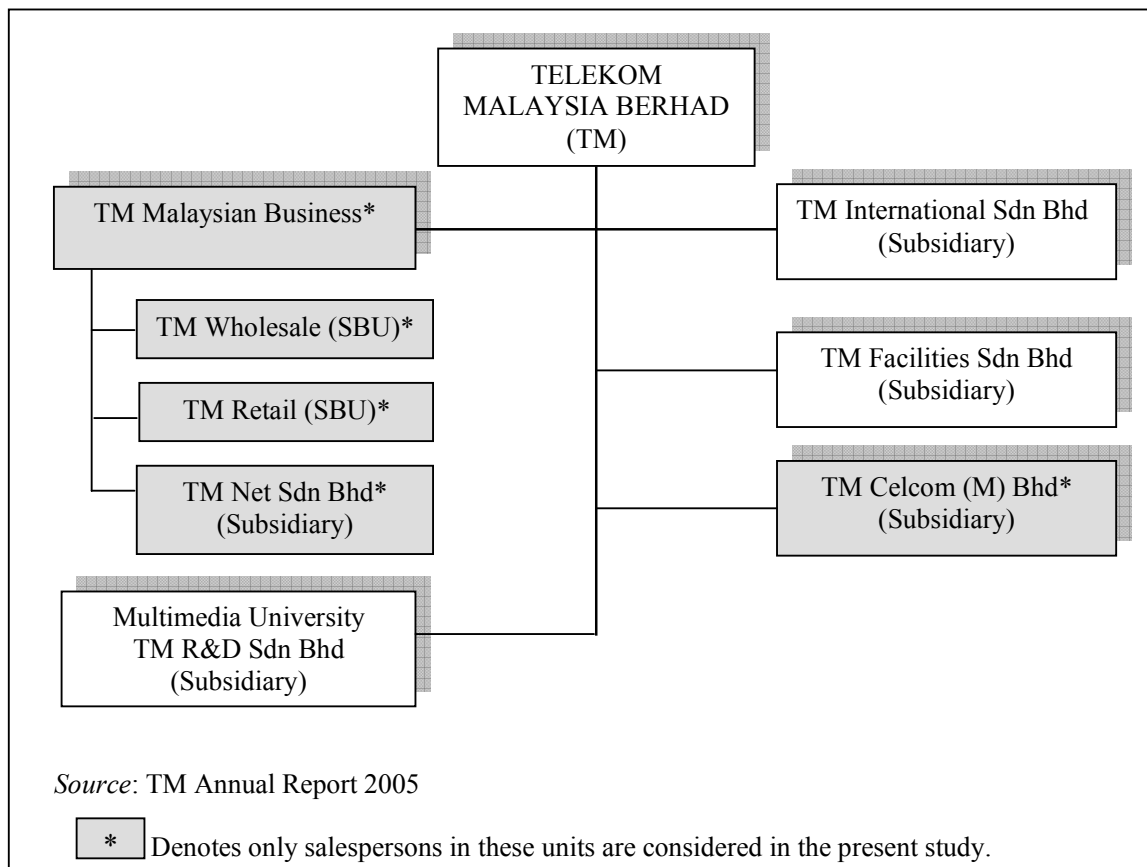 TELEKOM
MALAYSIA BERHAD
(TM)
TM Malaysian Business*
TM International Sdn Bhd
(Subsidiary)
TM Wholesale (SBU)*
TM Facilities Sdn Bhd
(Subsidiary)
TM Retail (SBU)*
TM Net Sdn Bhd*
(Subsidiary)
TM Celcom (M) Bhd*
(Subsidiary)
Multimedia University
TM R&D Sdn Bhd
(Subsidiary)
Source: TM Annual Report 2005
* Denotes only salespersons in these units are considered in the present study.